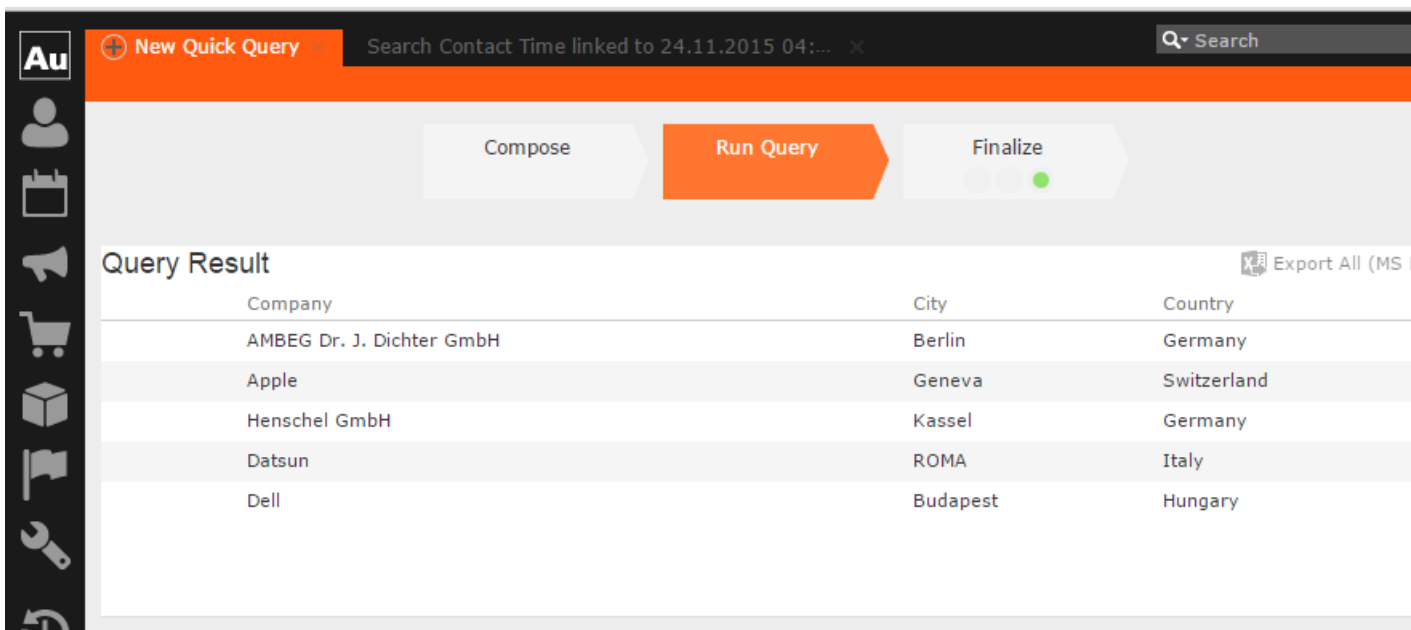 Au
New Quick Query ×
Search Contact Time linked to 24.11.2015 04:... ×
Search
Compose
Run Query
Finalize
Query Result
Export All (MS
Company City Country
AMBEG Dr. J. Dichter GmbH Berlin Germany
Apple Geneva Switzerland
Henschel GmbH Kassel Germany
Datsun ROMA Italy
Dell Budapest Hungary